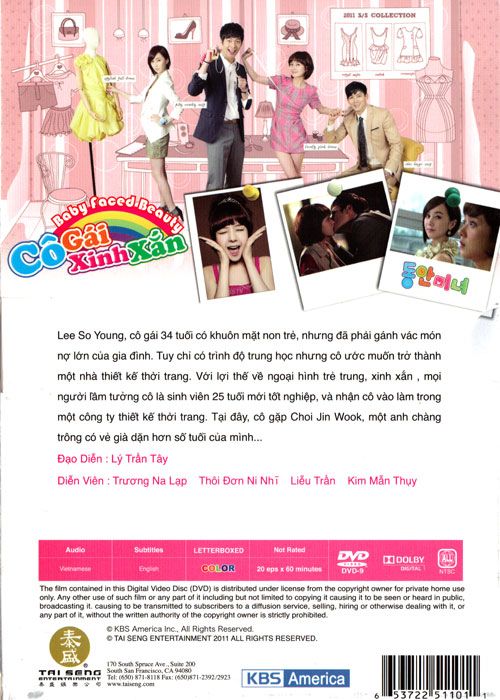 2011 S/S COLLECTION
Baby Faced Beauty
CÔ GÁI
XINH XẮN
동안미녀
Lee So Young, cô gái 34 tuổi có khuôn mặt non trẻ, nhưng đã phải gánh vác món
nợ lớn của gia đình. Tuy chỉ có trình độ trung học nhưng cô ước muốn trở thành
một nhà thiết kế thời trang. Với lợi thế về ngoại hình trẻ trung, xinh xắn , mọi
người lầm tưởng cô là sinh viên 25 tuổi mới tốt nghiệp, và nhận cô vào làm trong
một công ty thiết kế thời trang. Tại đây, cô gặp Choi Jin Wook, một anh chàng
trông có vẻ già dặn hơn số tuổi của mình...
Đạo Diễn : Lý Trần Tây
Diễn Viên : Trương Na Lạp Thôi Đơn Ni Nhĩ Liễu Trần Kim Mẫn Thụy
Audio Subtitles LETTERBOXED Not Rated DVD VIDEO DOLBY DIGITAL ALL
Vietnamese English COLOR 20 eps x 60 minutes DVD-9 NTSC
The film contained in this Digital Video Disc (DVD) is distributed under license from the copyright owner for private home use
only. Any other use of such film or any part of it including but not limited to copying it causing it to be seen or heard in public,
broadcasting it. causing to be transmitted to subscribers to a diffusion service, selling, hiring or otherwise dealing with it, or
any part of it, without the written authority of the copyright owner is strictly prohibited.
© KBS America Inc., All Rights Reserved.
© TAI SENG ENTERTAINMENT 2011 ALL RIGHTS RESERVED.
泰盛
TAI SENG
ENTERTAINMENT
170 South Spruce Ave., Suite 200
South San Francisco, CA 94080
Tel: (650) 871-8118 Fax:(650)871-2392/2923
www.taiseng.com
KBS America
6 53722 51101